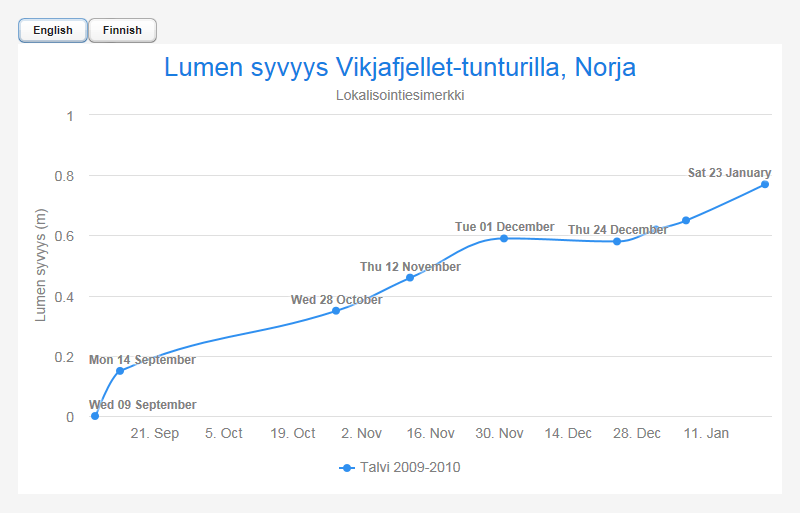 English Finnish
Lumen syvyys Vikjafjellet-tunturilla, Norja
Lokalisointiesimerkki
Lumen syvyys (m)
1
0.8
0.6
0.4
0.2
0
Sat 23 January
Tue 01 December
Thu 24 December
Thu 12 November
Wed 28 October
Mon 14 September
Wed 09 September
21. Sep 5. Oct 19. Oct 2. Nov 16. Nov 30. Nov 14. Dec 28. Dec 11. Jan
Talvi 2009-2010